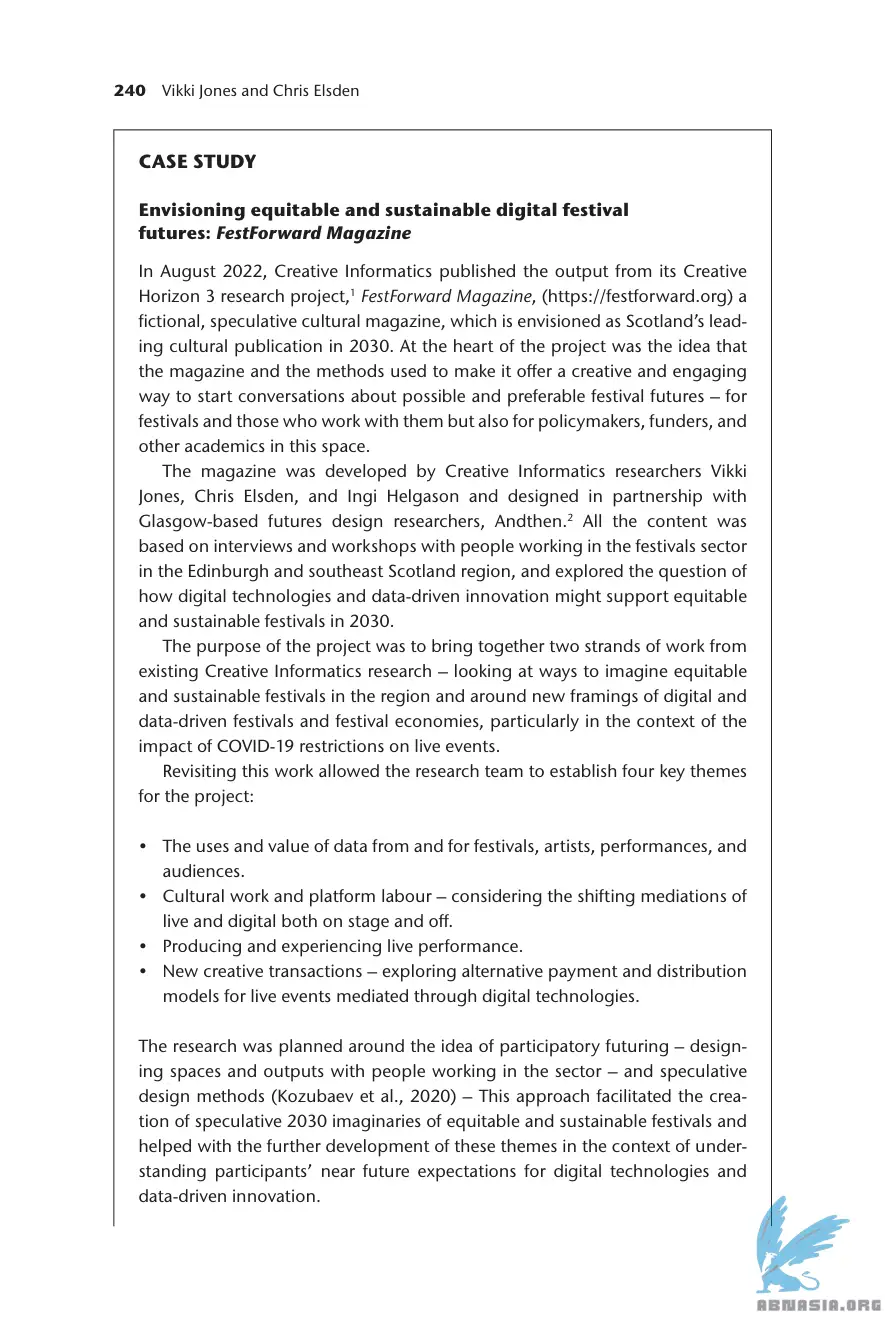 240 Vikki Jones and Chris Elsden
CASE STUDY
Envisioning equitable and sustainable digital festival
futures: FestForward Magazine
In August 2022, Creative Informatics published the output from its Creative
Horizon 3 research project,1 FestForward Magazine, (https://festforward.org) a
fictional, speculative cultural magazine, which is envisioned as Scotland’s lead-
ing cultural publication in 2030. At the heart of the project was the idea that
the magazine and the methods used to make it offer a creative and engaging
way to start conversations about possible and preferable festival futures – for
festivals and those who work with them but also for policymakers, funders, and
other academics in this space.
The magazine was developed by Creative Informatics researchers Vikki
Jones, Chris Elsden, and Ingi Helgason and designed in partnership with
Glasgow-based futures design researchers, Andthen.2 All the content was
based on interviews and workshops with people working in the festivals sector
in the Edinburgh and southeast Scotland region, and explored the question of
how digital technologies and data-driven innovation might support equitable
and sustainable festivals in 2030.
The purpose of the project was to bring together two strands of work from
existing Creative Informatics research – looking at ways to imagine equitable
and sustainable festivals in the region and around new framings of digital and
data-driven festivals and festival economies, particularly in the context of the
impact of COVID-19 restrictions on live events.
Revisiting this work allowed the research team to establish four key themes
for the project:
• The uses and value of data from and for festivals, artists, performances, and
audiences.
• Cultural work and platform labour – considering the shifting mediations of
live and digital both on stage and off.
• Producing and experiencing live performance.
• New creative transactions – exploring alternative payment and distribution
models for live events mediated through digital technologies.
The research was planned around the idea of participatory futuring – design-
ing spaces and outputs with people working in the sector – and speculative
design methods (Kozubaev et al., 2020) – This approach facilitated the crea-
tion of speculative 2030 imaginaries of equitable and sustainable festivals and
helped with the further development of these themes in the context of under-
standing participants’ near future expectations for digital technologies and
data-driven innovation.
ABNASIA.ORG